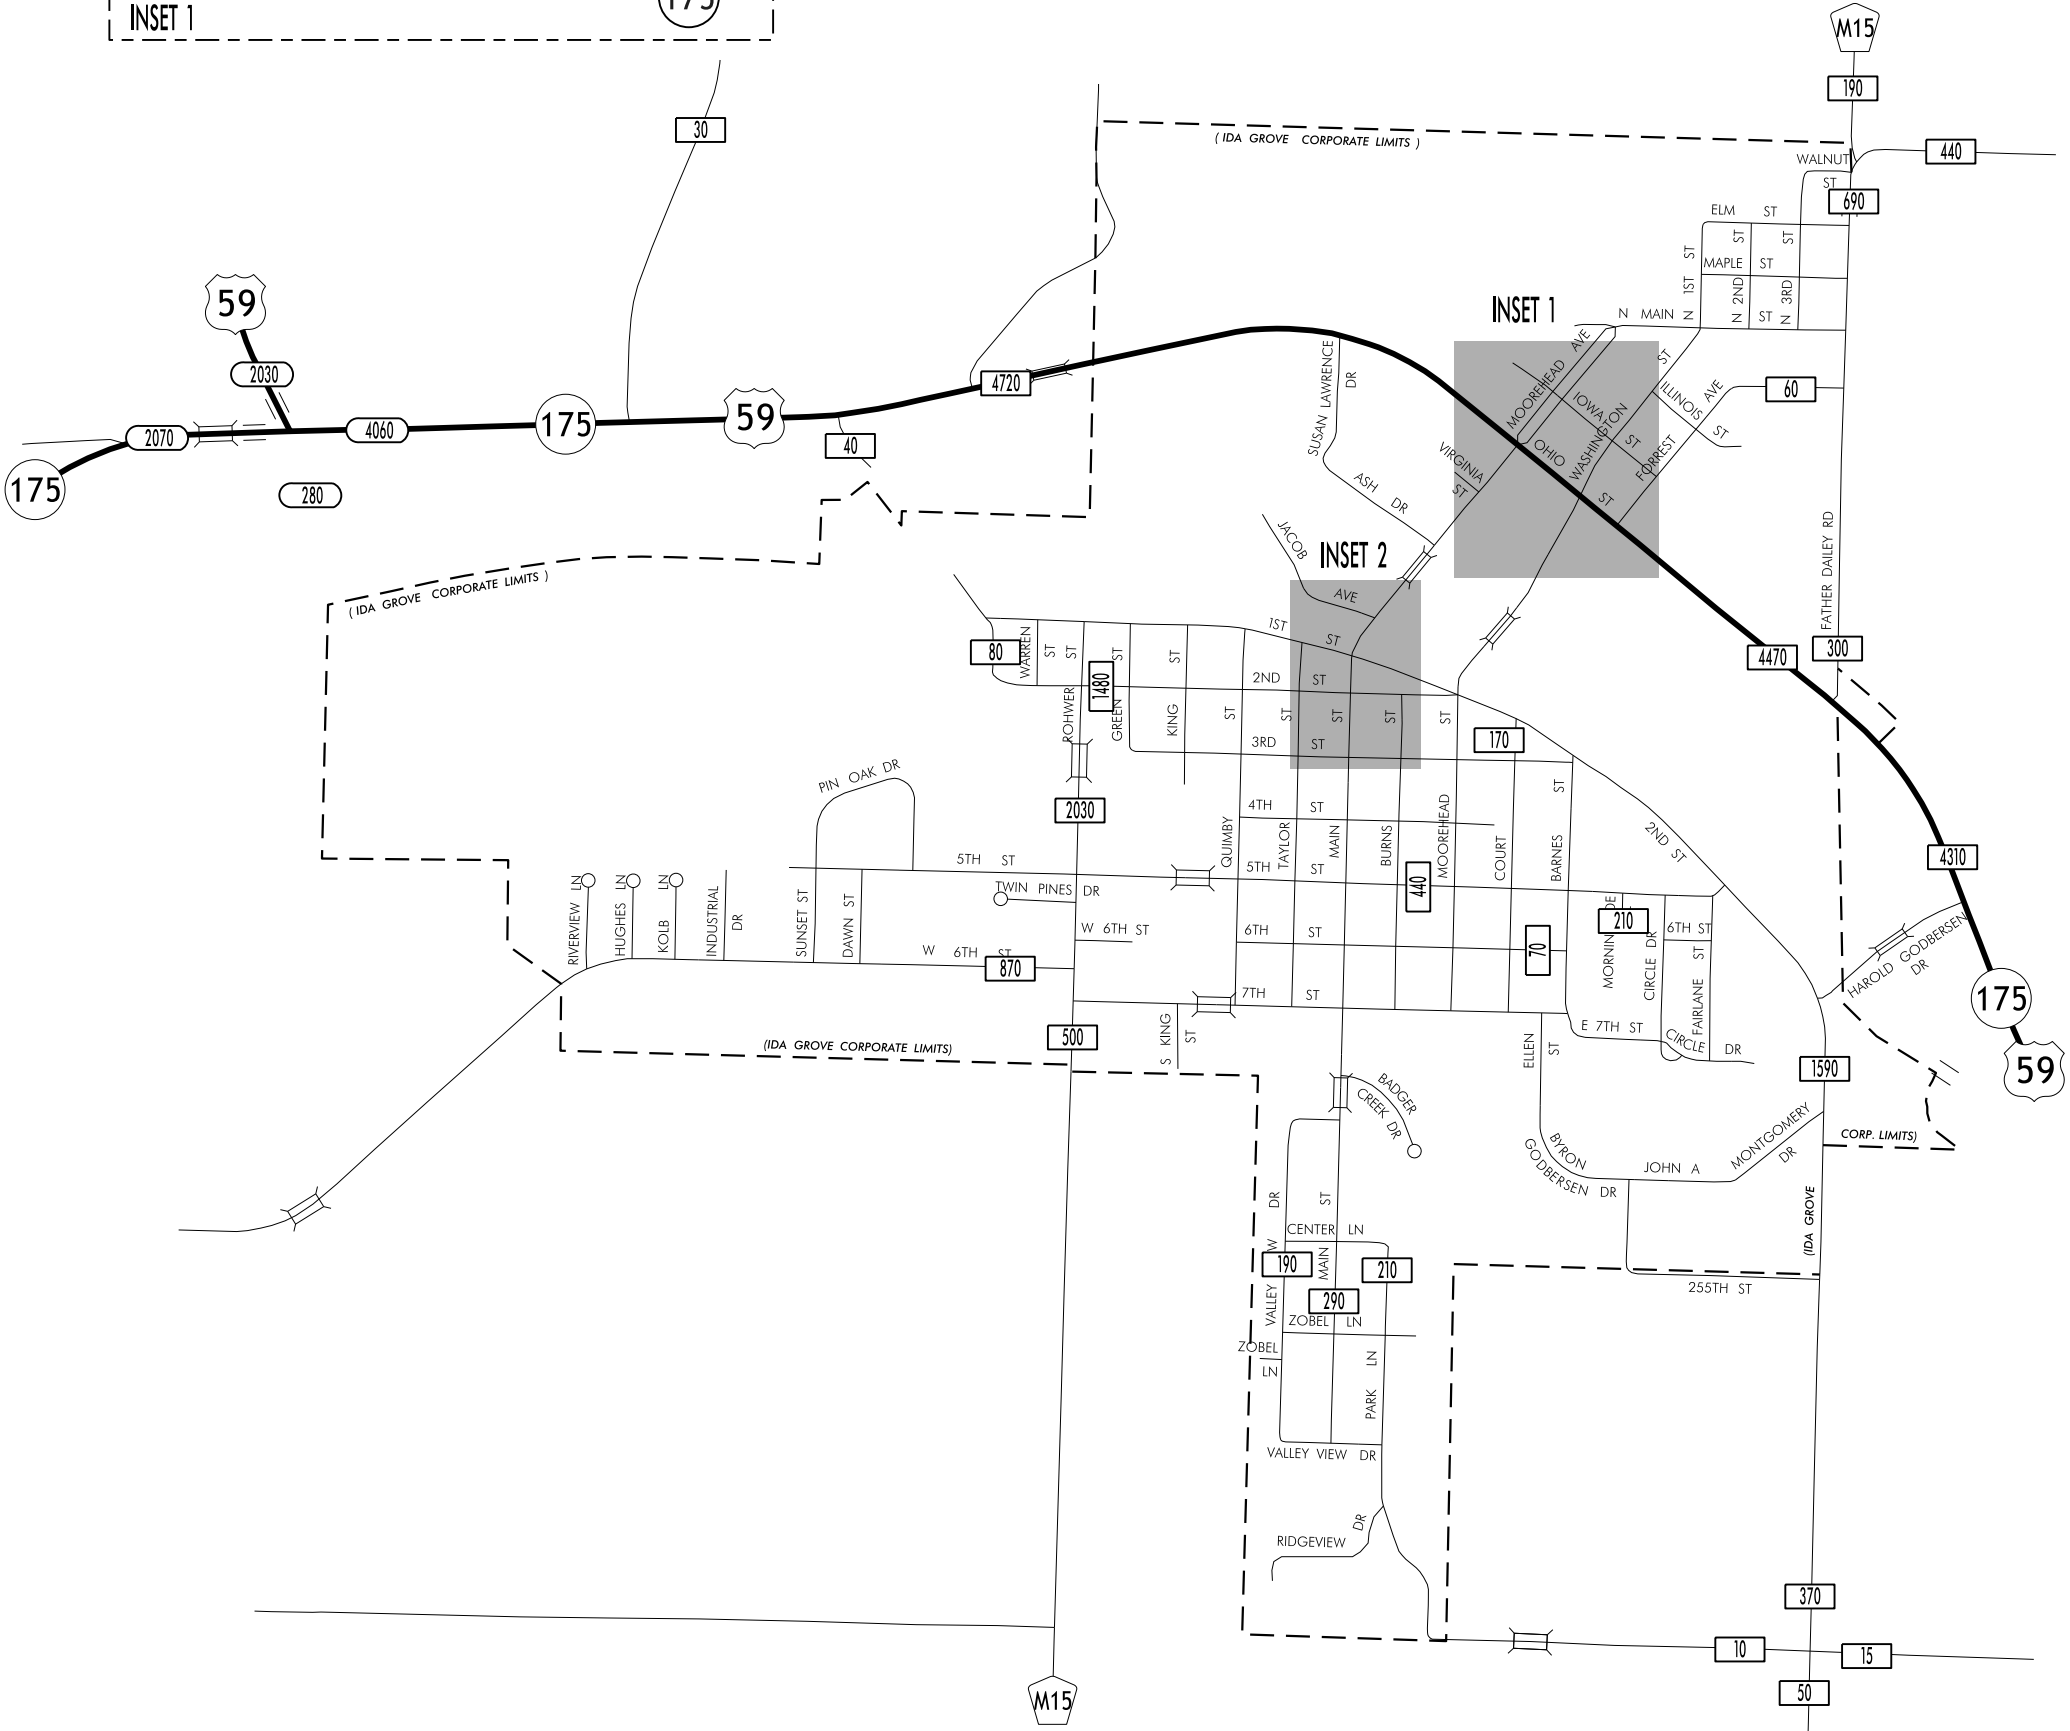 INSET 1
175
M15
190
30
( IDA GROVE CORPORATE LIMITS )
440
WALNUT
ST
690
ELM ST
N 1ST ST
N 2ND ST
N 3RD ST
MAPLE ST
N MAIN ST
59
2030
INSET 1
SUSAN LAWRENCE
DR
MOOREHEAD AVE
IOWA ST
WASHINGTON ST
ILLINOIS ST
FORREST AVE
60
4720
175
59
2070
4060
40
175
280
VIRGINIA
ST
OHIO ST
ASH DR
JACOB
AVE
INSET 2
FATHER DAILEY RD
( IDA GROVE CORPORATE LIMITS )
1ST ST
80
WARREN
ST
ROHWER ST
1480
GREEN ST
KING ST
2ND ST
300
4470
170
3RD ST
2030
PIN OAK DR
4TH ST
QUIMBY ST
TAYLOR ST
MAIN ST
BURNS ST
MOOREHEAD ST
COURT
BARNES ST
2ND ST
4310
5TH ST
5TH ST
440
TWIN PINES DR
RIVERVIEW LN
HUGHES LN
KOLB LN
INDUSTRIAL
DR
SUNSET ST
DAWN ST
W 6TH ST
W 6TH ST
870
6TH ST
70
210
6TH ST
CIRCLE DR
FAIRLANE ST
HAROLD GODBERSEN
DR
175
59
7TH ST
S KING
ST
500
(IDA GROVE CORPORATE LIMITS)
ELLEN
ST
E 7TH ST
CIRCLE DR
1590
BADGER
CREEK DR
BYRON
GODBERSEN DR
JOHN A
MONTGOMERY
DR
CORP. LIMITS)
(IDA GROVE
CENTER LN
190
210
MAIN ST
290
ZOBEL LN
ZOBEL
LN
PARK LN
255TH ST
VALLEY VIEW DR
RIDGEVIEW DR
370
10
15
50
M15